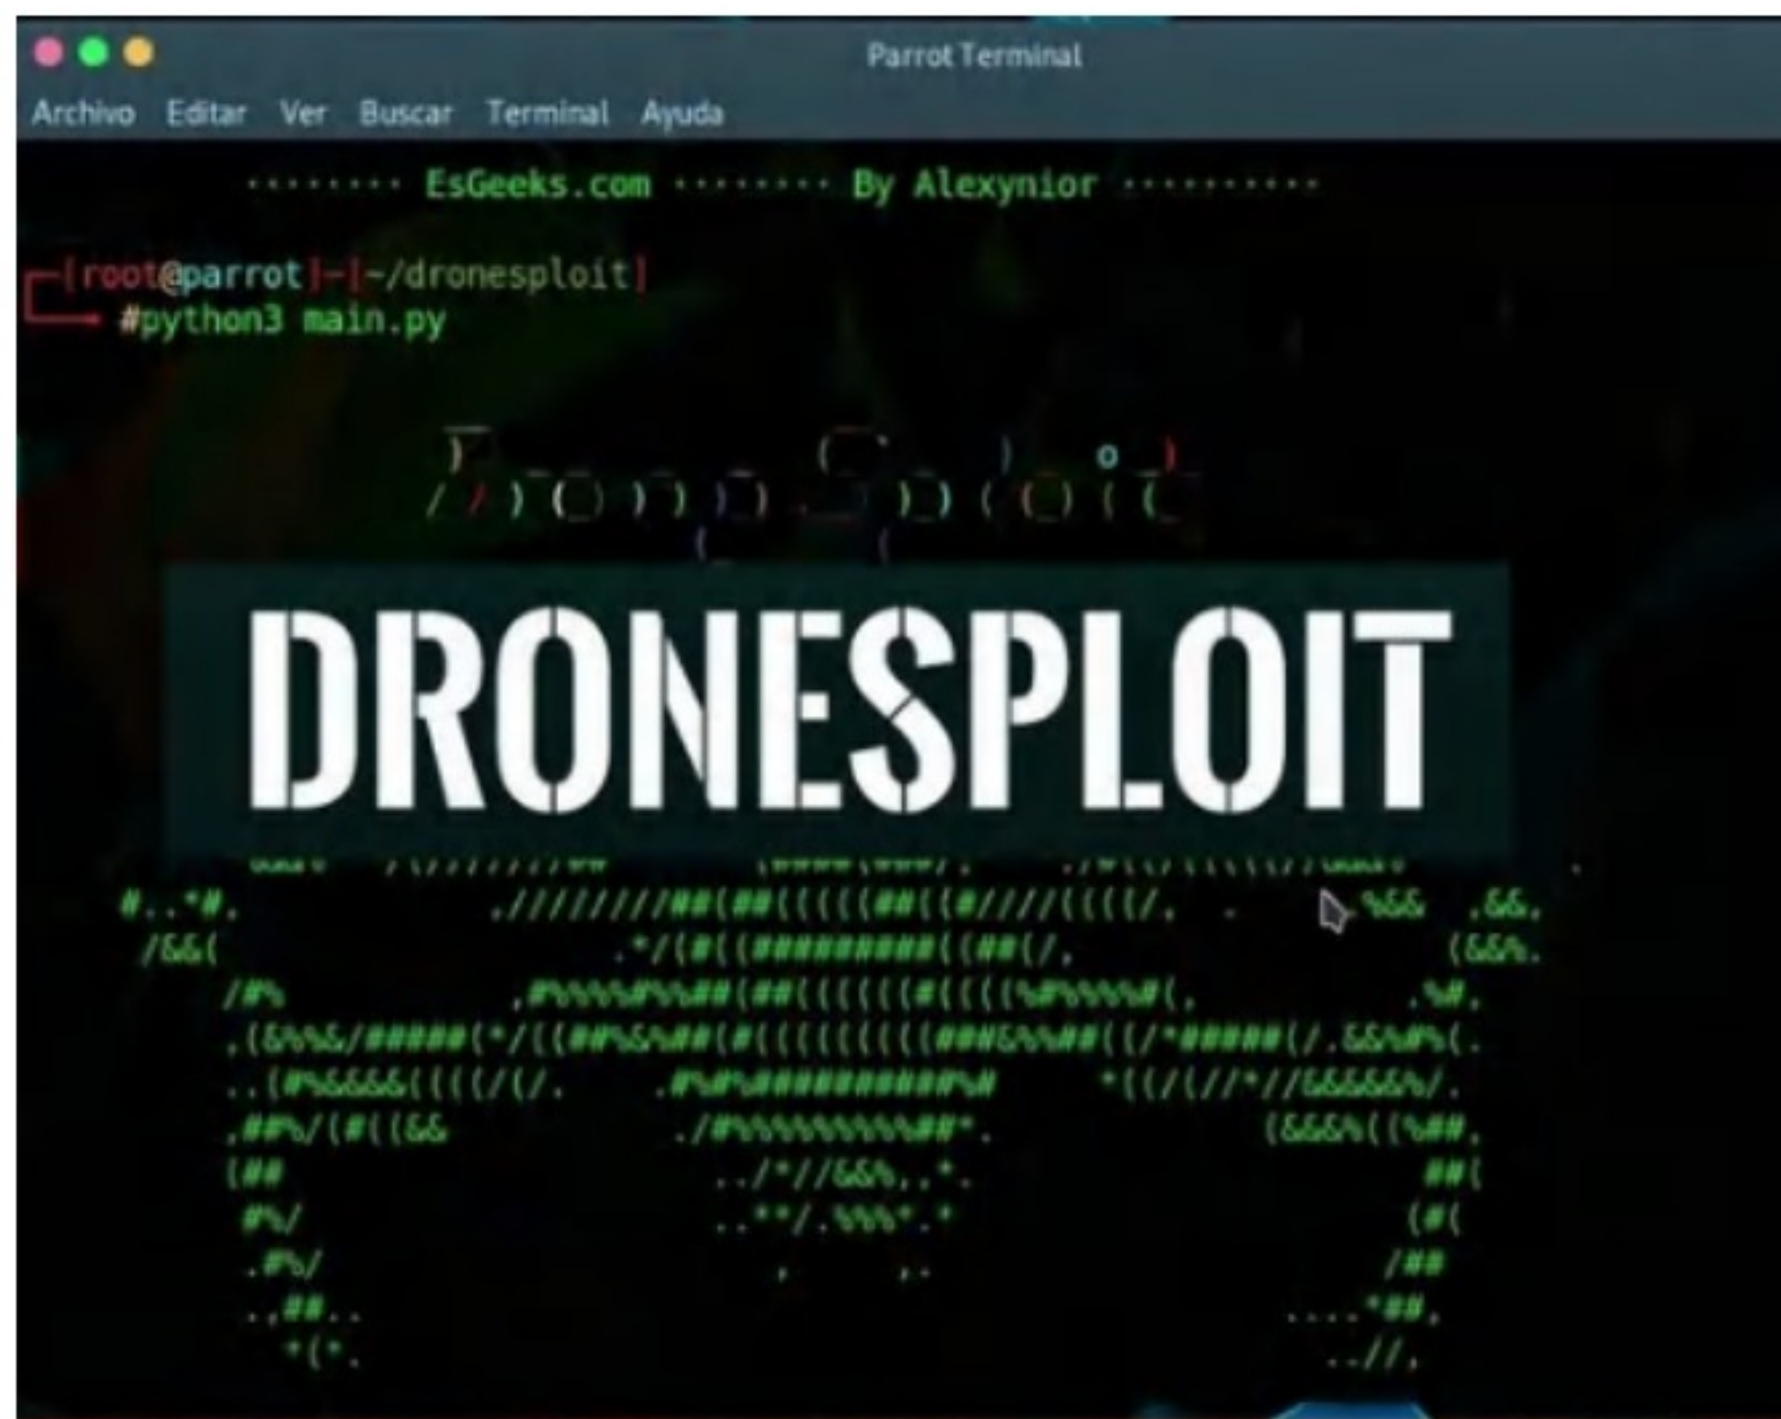 Parrot Terminal
Archivo Editar Ver Buscar Terminal Ayuda
········ EsGeeks.com ········ By Alexynior ··········
[root@parrot]-[~/dronesploit]
#python3 main.py
DRONESPLOIT